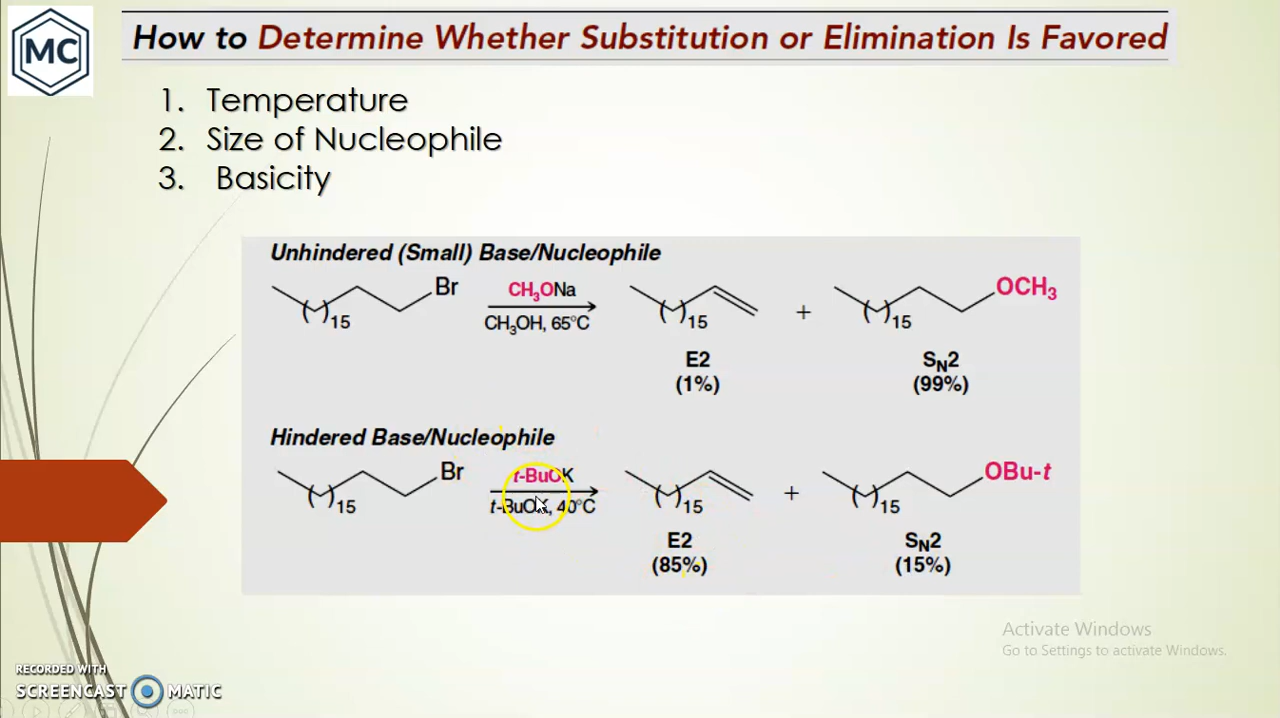 MC
How to Determine Whether Substitution or Elimination Is Favored
1. Temperature
2. Size of Nucleophile
3. Basicity
Unhindered (Small) Base/Nucleophile
Br CH₃ONa OCH₃
( )15 CH₃OH, 65°C ( )15 + ( )15
E2 SN2
(1%) (99%)
Hindered Base/Nucleophile
Br t-BuOK OBu-t
( )15 t-BuOK, 40°C ( )15 + ( )15
E2 SN2
(85%) (15%)
Activate Windows
Go to Settings to activate Windows.
RECORDED WITH
SCREENCAST MATIC